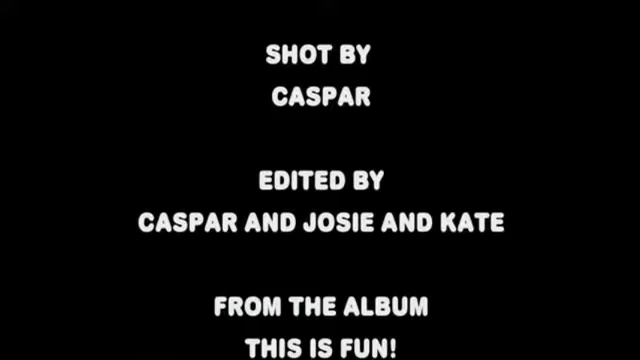 SHOT BY
CASPAR
EDITED BY
CASPAR AND JOSIE AND KATE
FROM THE ALBUM
THIS IS FUN!